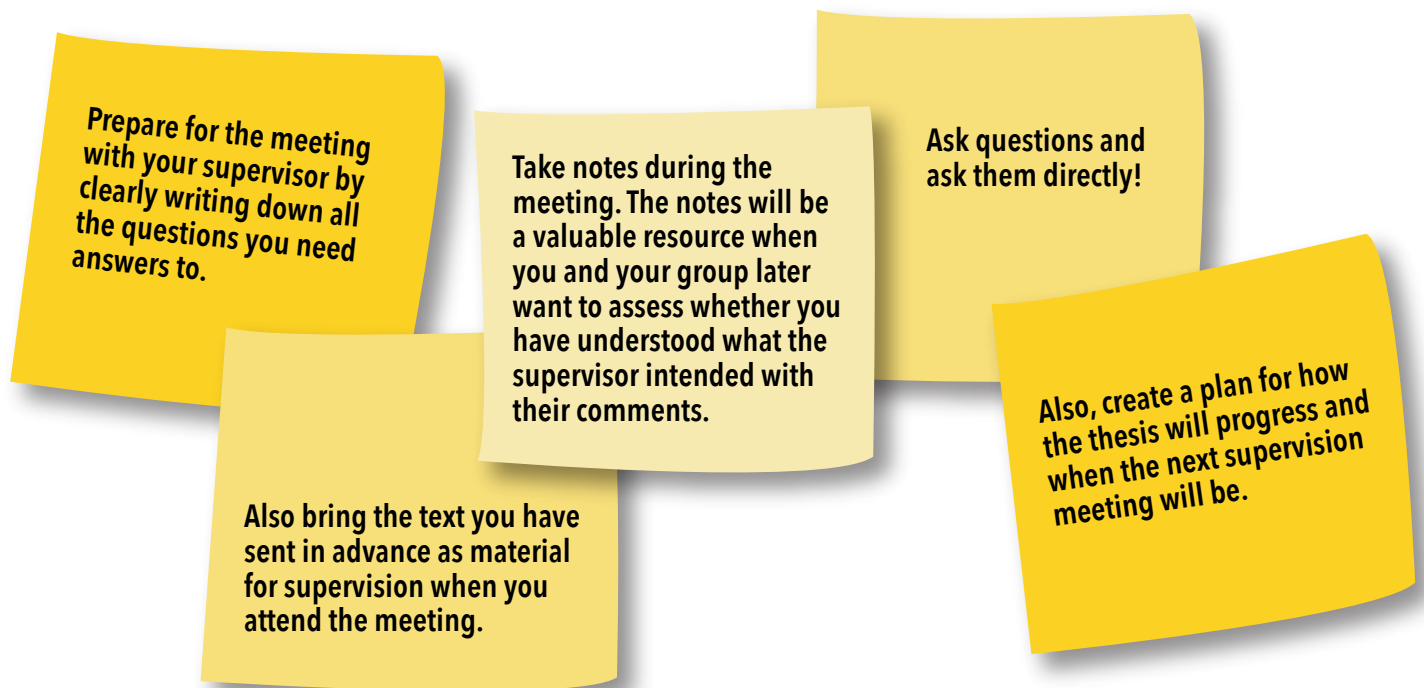 Prepare for the meeting
with your supervisor by
clearly writing down all
the questions you need
answers to.
Also bring the text you have
sent in advance as material
for supervision when you
attend the meeting.
Take notes during the
meeting. The notes will be
a valuable resource when
you and your group later
want to assess whether you
have understood what the
supervisor intended with
their comments.
Ask questions and
ask them directly!
Also, create a plan for how
the thesis will progress and
when the next supervision
meeting will be.